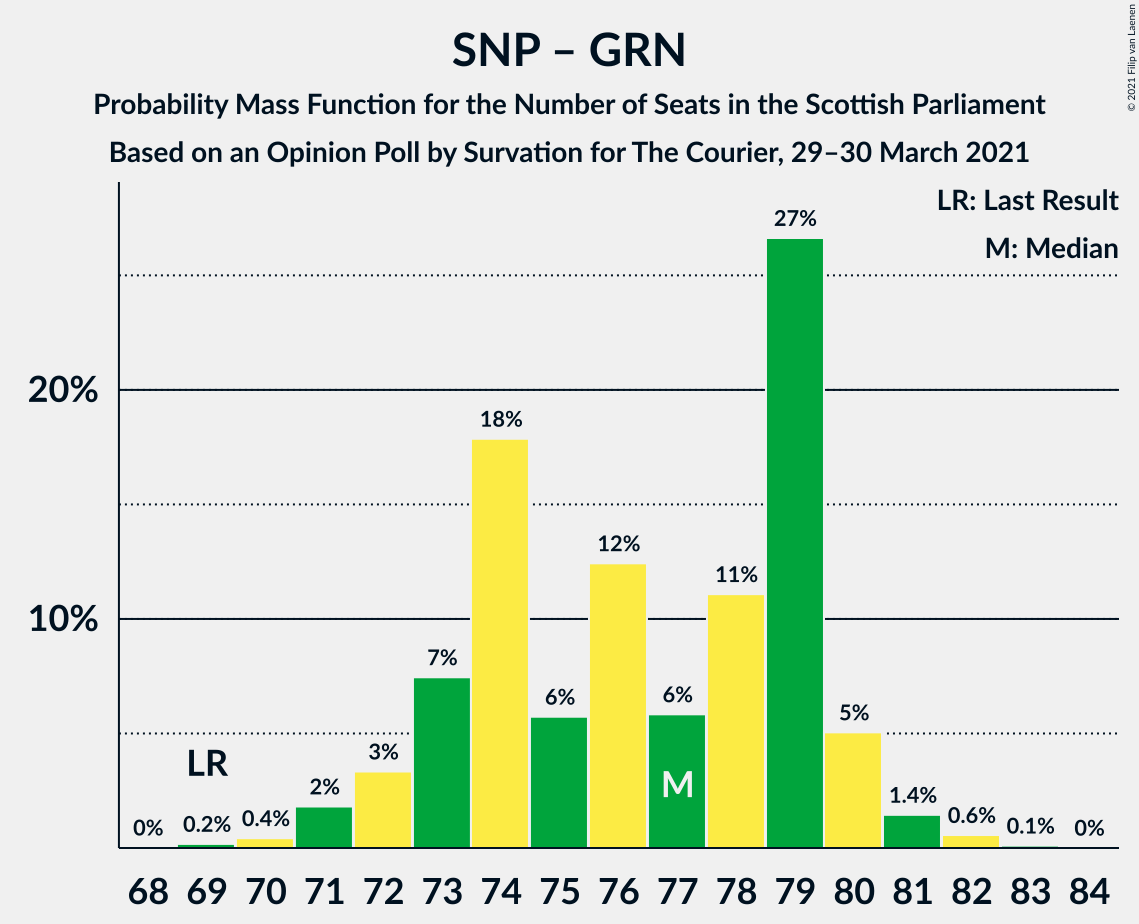 SNP – GRN
Probability Mass Function for the Number of Seats in the Scottish Parliament
Based on an Opinion Poll by Survation for The Courier, 29–30 March 2021
© 2021 Filip van Laenen
LR: Last Result
M: Median
20%
10%
0%
0.2%
0.4%
2%
3%
7%
18%
6%
12%
6%
11%
27%
5%
1.4%
0.6%
0.1%
0%
LR
M
68 69 70 71 72 73 74 75 76 77 78 79 80 81 82 83 84